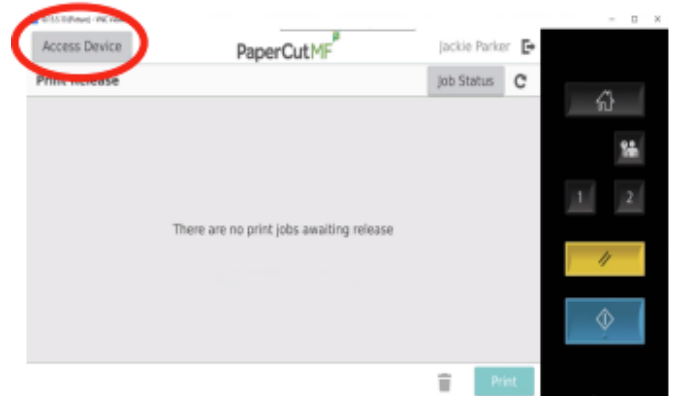 Access Device
PaperCutMF
Jackie Parker
Print Release
Job Status
There are no print jobs awaiting release
1
2
Print